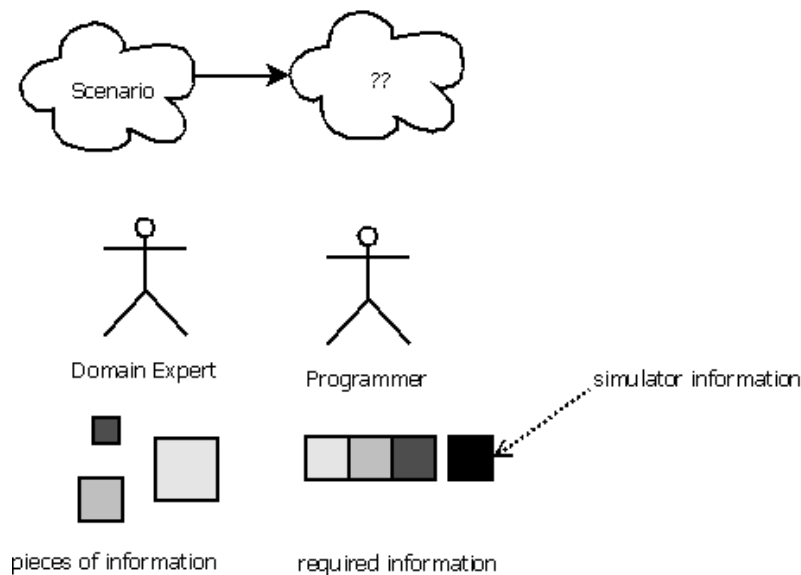 Scenario
??
Domain Expert
Programmer
simulator information
pieces of information
required information